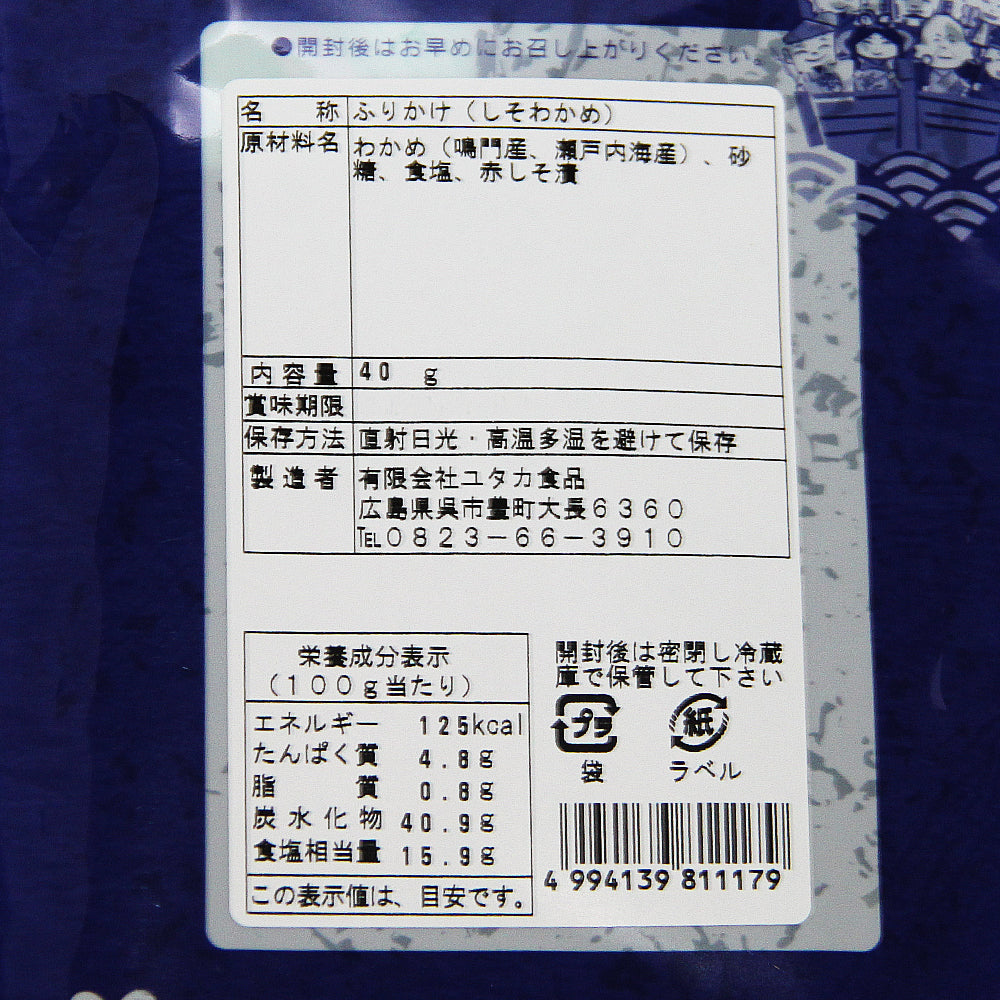 ●開封後はお早めにお召し上がりください。
名称 ふりかけ（しそわかめ）
原材料名 わかめ（鳴門産、瀬戸内海産）、砂
糖、食塩、赤しそ漬
内容量 40 g
賞味期限
保存方法 直射日光・高温多湿を避けて保存
製造者 有限会社ユタカ食品
広島県呉市豊町大長６３６０
℡０８２３－６６－３９１０
栄養成分表示
（１００ｇ当たり）
エネルギー 125kcal
たんぱく質 4.8g
脂質 0.8g
炭水化物 40.9g
食塩相当量 15.9g
この表示値は、目安です。
開封後は密閉し冷蔵
庫で保管して下さい
プラ 紙
袋 ラベル
4 994139 811179